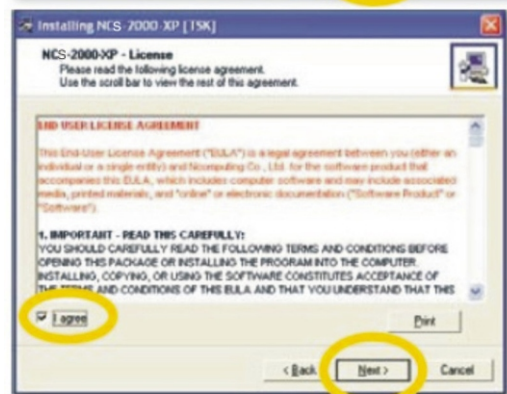 Installing NCS-2000-XP [TSK]
NCS-2000-XP - License
Please read the following license agreement.
Use the scroll bar to view the rest of this agreement.
END USER LICENSE AGREEMENT
This End-User License Agreement ("EULA") is a legal agreement between you (either an
individual or a single entity) and Ncomputing Co., Ltd. for the software product that
accompanies this EULA, which includes computer software and may include associated
media, printed materials, and "online" or electronic documentation ("Software Product" or
"Software").
1. IMPORTANT - READ THIS CAREFULLY:
YOU SHOULD CAREFULLY READ THE FOLLOWING TERMS AND CONDITIONS BEFORE
OPENING THIS PACKAGE OR INSTALLING THE PROGRAM INTO THE COMPUTER.
INSTALLING, COPYING, OR USING THE SOFTWARE CONSTITUTES ACCEPTANCE OF
THE TERMS AND CONDITIONS OF THIS EULA AND THAT YOU UNDERSTAND THAT THIS
I agree
Print
< Back
Next >
Cancel